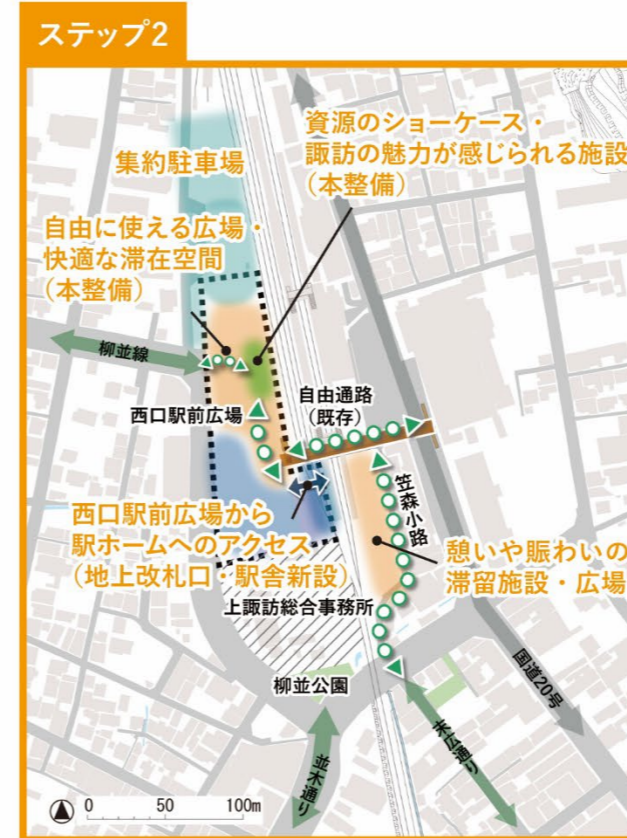 ステップ2
資源のショーケース・
諏訪の魅力が感じられる施設
(本整備)
集約駐車場
自由に使える広場・
快適な滞在空間
(本整備)
柳並線
自由通路
(既存)
西口駅前広場
笠森小路
西口駅前広場から
駅ホームへのアクセス
(地上改札口・駅舎新設)
憩いや賑わいの
滞留施設・広場
上諏訪総合事務所
柳並公園
国道20号
末広通り
並木通り
0 50 100m